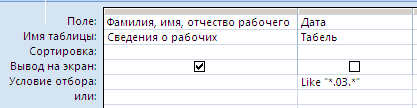 Поле: Фамилия, имя, отчество рабочего Дата
Имя таблицы: Сведения о рабочих Табель
Сортировка:
Вывод на экран:
Условие отбора: Like "*.03.*"
или: